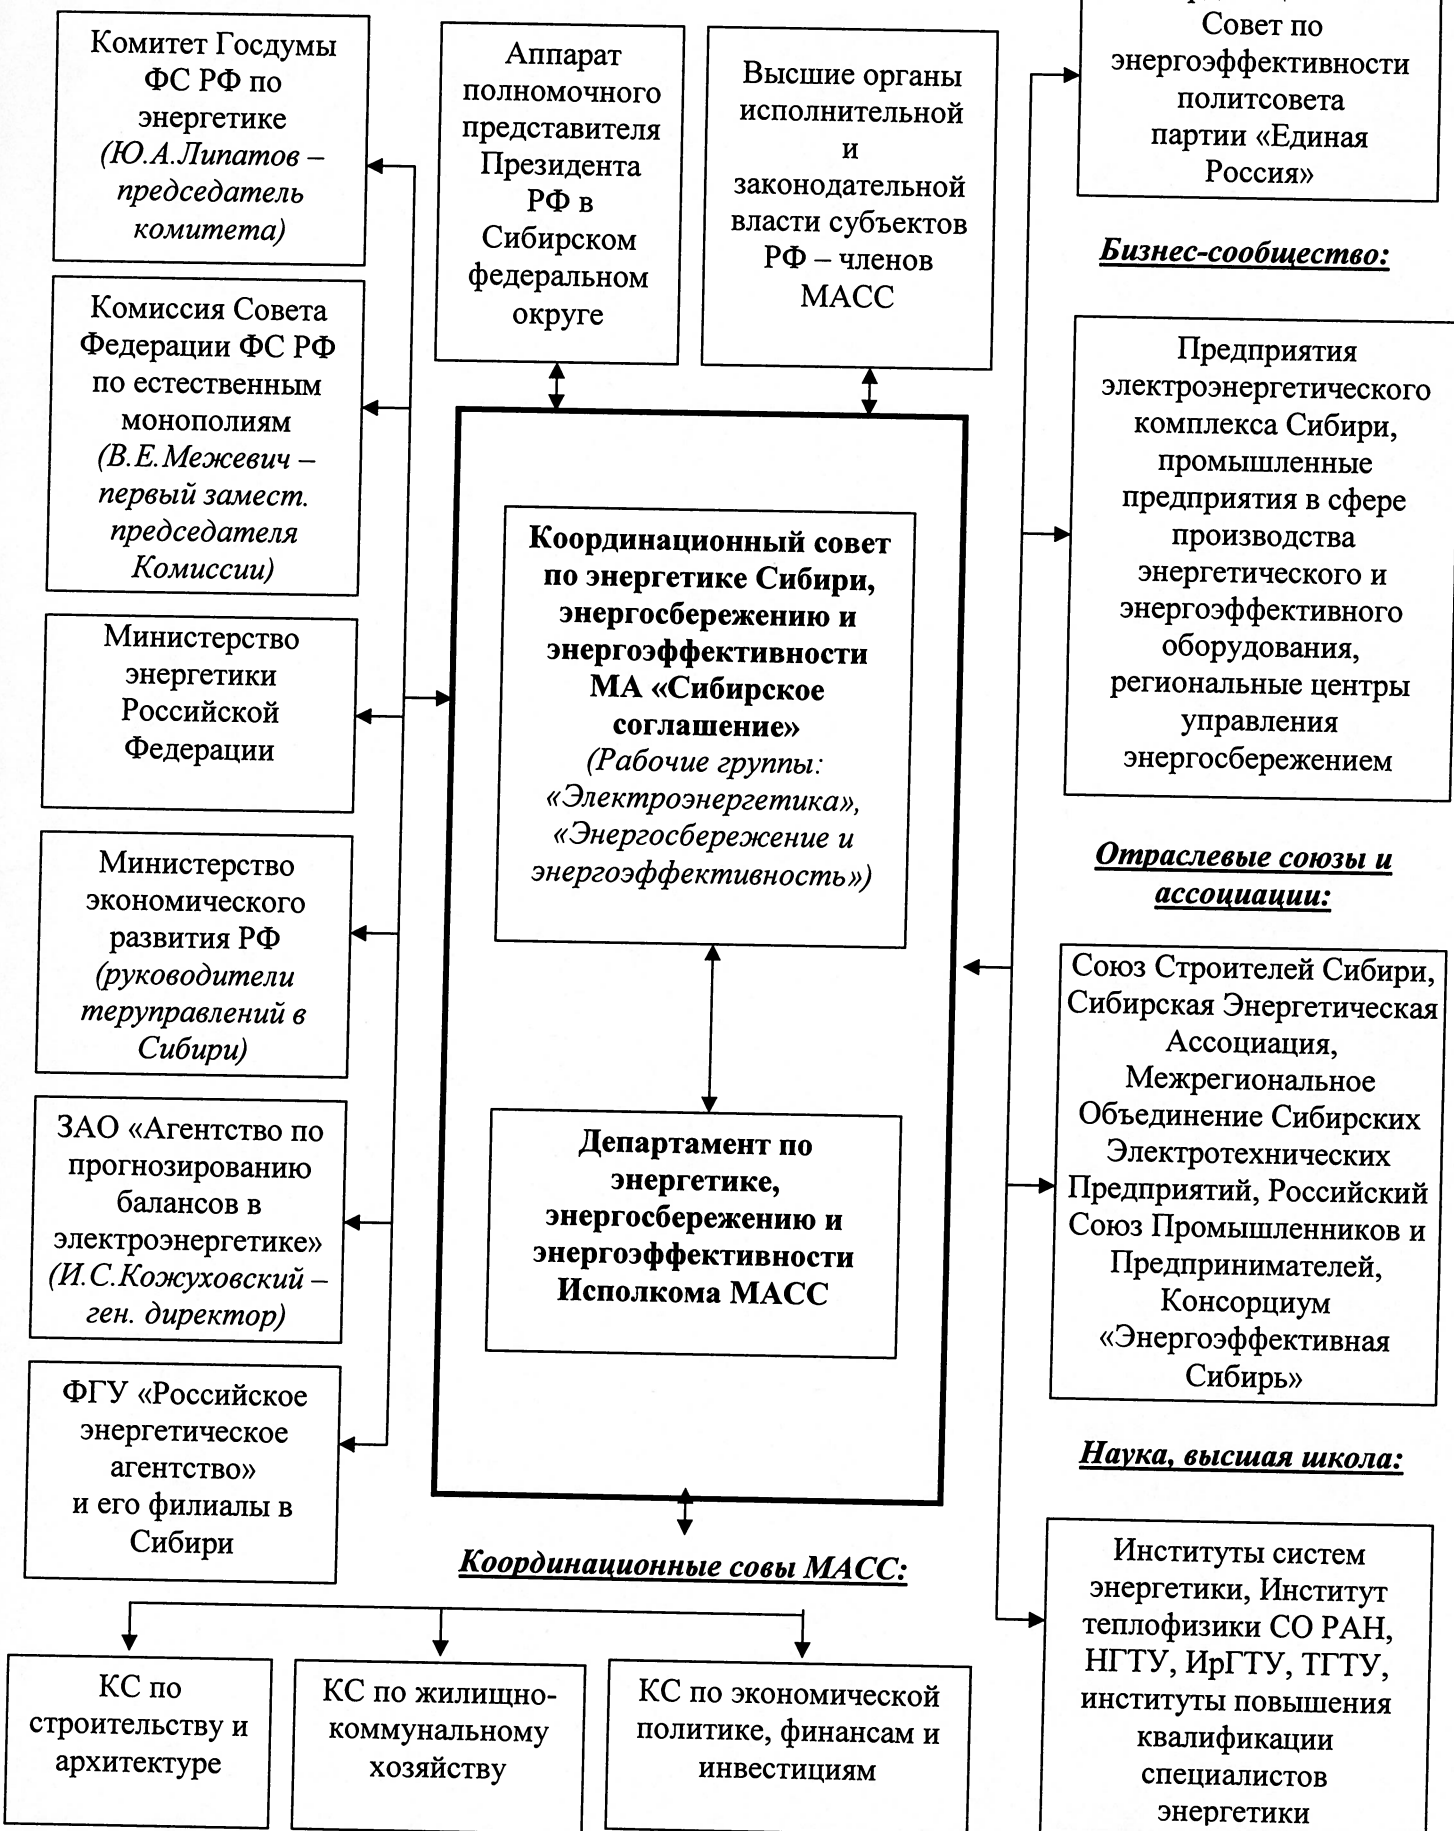 Комитет Госдумы
ФС РФ по
энергетике
(Ю.А.Липатов –
председатель
комитета)
Комиссия Совета
Федерации ФС РФ
по естественным
монополиям
(В.Е.Межевич –
первый замест.
председателя
Комиссии)
Министерство
энергетики
Российской
Федерации
Министерство
экономического
развития РФ
(руководители
теруправлений в
Сибири)
ЗАО «Агентство по
прогнозированию
балансов в
электроэнергетике»
(И.С.Кожуховский –
ген. директор)
ФГУ «Российское
энергетическое
агентство»
и его филиалы в
Сибири
Аппарат
полномочного
представителя
Президента
РФ в
Сибирском
федеральном
округе
Высшие органы
исполнительной
и
законодательной
власти субъектов
РФ – членов
МАСС
Координационный совет
по энергетике Сибири,
энергосбережению и
энергоэффективности
МА «Сибирское
соглашение»
(Рабочие группы:
«Электроэнергетика»,
«Энергосбережение и
энергоэффективность»)
Департамент по
энергетике,
энергосбережению и
энергоэффективности
Исполкома МАСС
Координационные совы МАСС:
КС по
строительству и
архитектуре
КС по жилищно-
коммунальному
хозяйству
КС по экономической
политике, финансам и
инвестициям
Совет по
энергоэффективности
политсовета
партии «Единая
Россия»
Бизнес-сообщество:
Предприятия
электроэнергетического
комплекса Сибири,
промышленные
предприятия в сфере
производства
энергетического и
энергоэффективного
оборудования,
региональные центры
управления
энергосбережением
Отраслевые союзы и
ассоциации:
Союз Строителей Сибири,
Сибирская Энергетическая
Ассоциация,
Межрегиональное
Объединение Сибирских
Электротехнических
Предприятий, Российский
Союз Промышленников и
Предпринимателей,
Консорциум
«Энергоэффективная
Сибирь»
Наука, высшая школа:
Институты систем
энергетики, Институт
теплофизики СО РАН,
НГТУ, ИрГТУ, ТГТУ,
институты повышения
квалификации
специалистов
энергетики